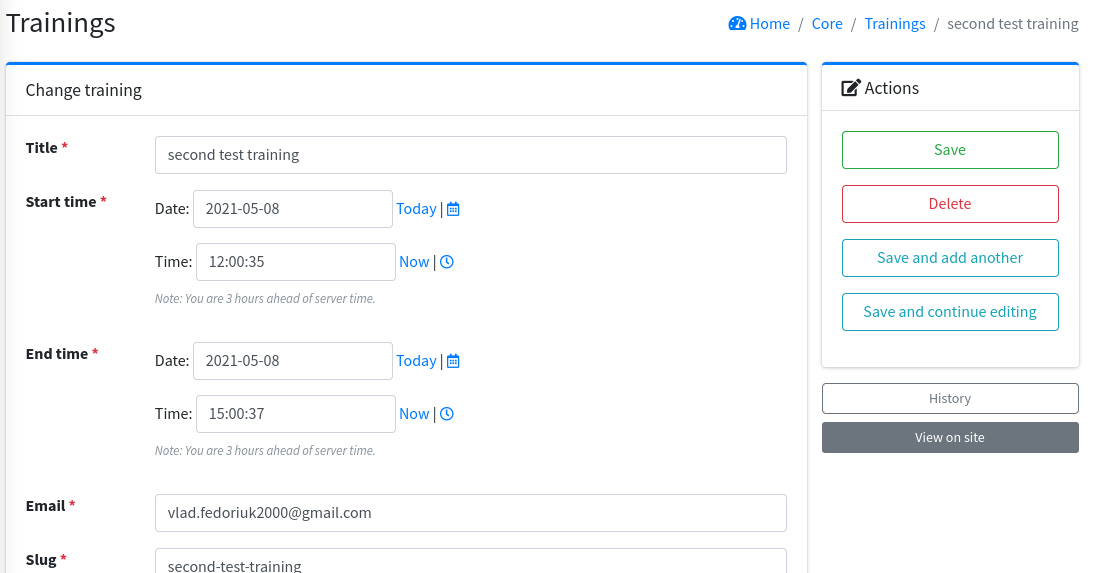 Trainings
Home / Core / Trainings / second test training
Change training
Title *
second test training
Start time *
Date: 2021-05-08 Today |
Time: 12:00:35 Now |
Note: You are 3 hours ahead of server time.
End time *
Date: 2021-05-08 Today |
Time: 15:00:37 Now |
Note: You are 3 hours ahead of server time.
Email *
vlad.fedoriuk2000@gmail.com
Slug *
second-test-training
Actions
Save
Delete
Save and add another
Save and continue editing
History
View on site